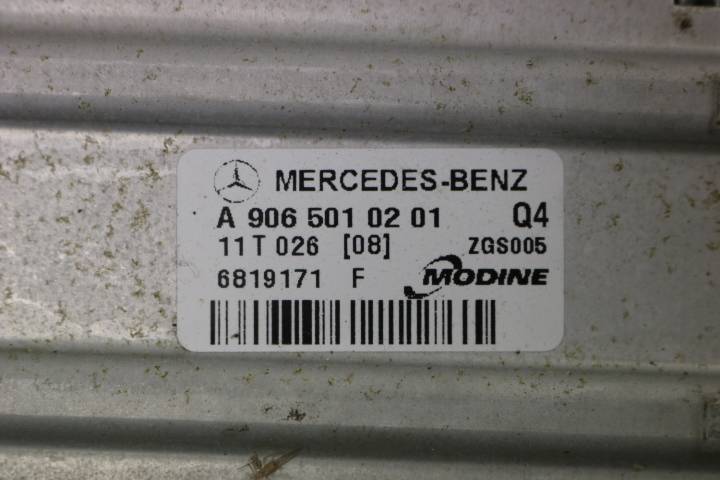 MERCEDES-BENZ
A 906 501 02 01 Q4
11 T 026 [08] ZGS005
6819171 F MODINE